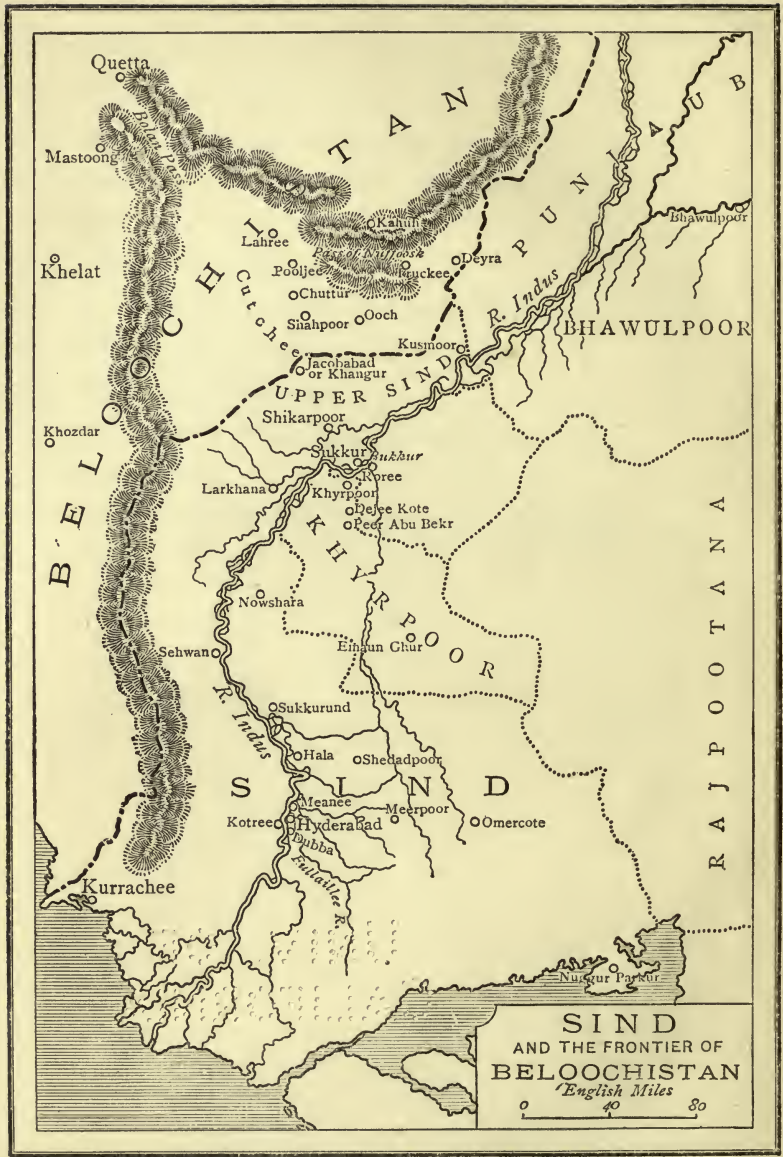 Quetta
Bolan Pass
Mastoong
BELOOCHISTAN
PUNJAUB
Kahun
Lahree
Bhawulpoor
Khelat
Pass of Nuffoosk
Deyra
Pooljee
Truckee
Cutchee
Chuttur
R. Indus
Shahpoor
Ooch
BHAWULPOOR
Kusmoor
Jacobabad
or Khangur
UPPER SIND
Shikarpoor
Khozdar
Sukkur
Bukkur
Roree
Larkhana
Khyrpoor
Dejee Kote
Peer Abu Bekr
KHYRPOOR
RAJPOOTANA
Nowshara
Ghur
Sehwan
R. Indus
Sukkurund
Hala
Shedadpoor
SIND
Meanee
Meerpoor
Kotree
Hyderabad
Omercote
Dubba
Fullaillee R.
Kurrachee
Nuggur Parkur
SIND
AND THE FRONTIER OF
BELOOCHISTAN
English Miles
0 40 80